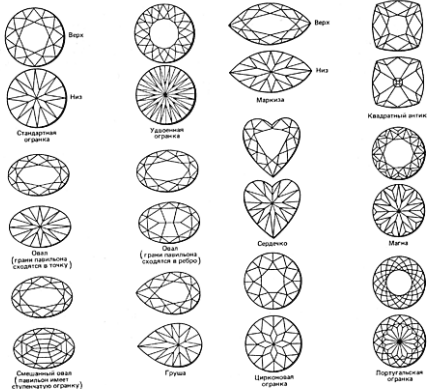 Верх
Низ
Стандартная
огранка
Удвоенная
огранка
Верх
Низ
Маркиза
Квадратный антик
Овал
(грани павильона
сходятся в точку)
Овал
(грани павильона
сходятся в ребро)
Сердечко
Магна
Смешанный овал
(павильон имеет
ступенчатую огранку)
Груша
Цирконовая
огранка
Португальская
огранка